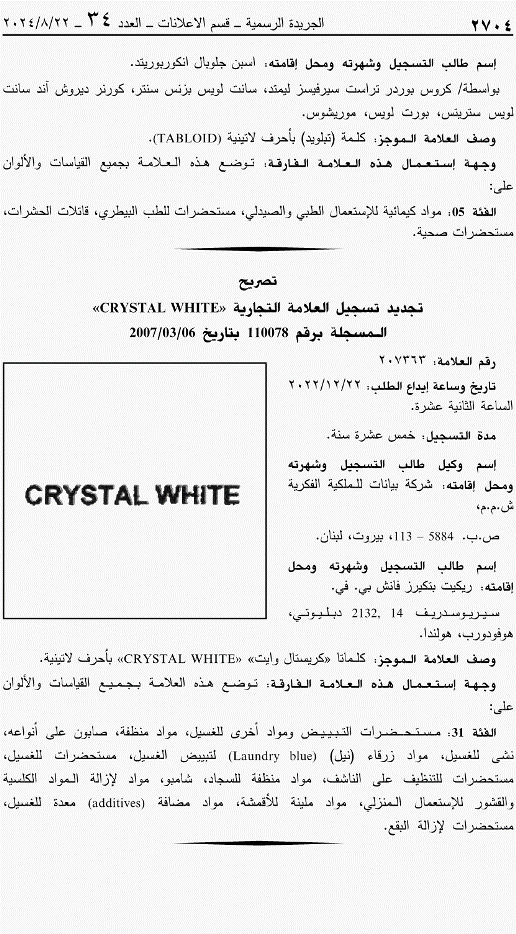 ٢٧٠٤ الجريدة الرسمية ــ قسم الاعلانات ــ العدد ٣٤ ــ ٢٠٢٤/٨/٢٢
إسم طالب التسجيل وشهرته ومحل إقامته: اسبن جلوبال انكوربوريتد.
بواسطة/ كروس بوردر تراست سيرفيسز ليمتد، سانت لويس بزنس سنتر، كورنر ديروش أند سانت
لويس ستريتس، بورت لويس، موريشوس.
وصف العلامة الموجز: كلمة (تبلويد) بأحرف لاتينية (TABLOID).
وجهة إستعمال هذه العلامة الفارقة: توضع هذه العلامة بجميع القياسات والألوان
على:
الفئة 05: مواد كيمائية للإستعمال الطبي والصيدلي، مستحضرات للطب البيطري، قاتلات الحشرات،
مستحضرات صحية.
تصريح
تجديد تسجيل العلامة التجارية «CRYSTAL WHITE»
المسجلة برقم 110078 بتاريخ 2007/03/06
رقم العلامة: ٢٠٧٣٦٣
تاريخ وساعة إيداع الطلب: ٢٠٢٢/١٢/٢٢
الساعة الثانية عشرة.
مدة التسجيل: خمس عشرة سنة.
إسم وكيل طالب التسجيل وشهرته
ومحل إقامته: شركة بيانات للملكية الفكرية
ش.م.م،
ص.ب. 5884 – 113، بيروت، لبنان.
إسم طالب التسجيل وشهرته ومحل
إقامته: ريكيت بنكيرز فانش بي. في.
سيريوسدريف 14 ,2132 دبليوني،
هوفودورب، هولندا.
CRYSTAL WHITE
وصف العلامة الموجز: كلماتا «كريستال وايت» «CRYSTAL WHITE» بأحرف لاتينية.
وجهة إستعمال هذه العلامة الفارقة: توضع هذه العلامة بجميع القياسات والألوان
على:
الفئة 31: مستحضرات التبييض ومواد أخرى للغسيل، مواد منظفة، صابون على أنواعه،
نشى للغسيل، مواد زرقاء (نيل) (Laundry blue) لتبييض الغسيل، مستحضرات للغسيل،
مستحضرات للتنظيف على الناشف، مواد منظفة للسجاد، شامبو، مواد لإزالة المواد الكلسية
والقشور للإستعمال المنزلي، مواد ملينة للأقمشة، مواد مضافة (additives) معدة للغسيل،
مستحضرات لإزالة البقع.